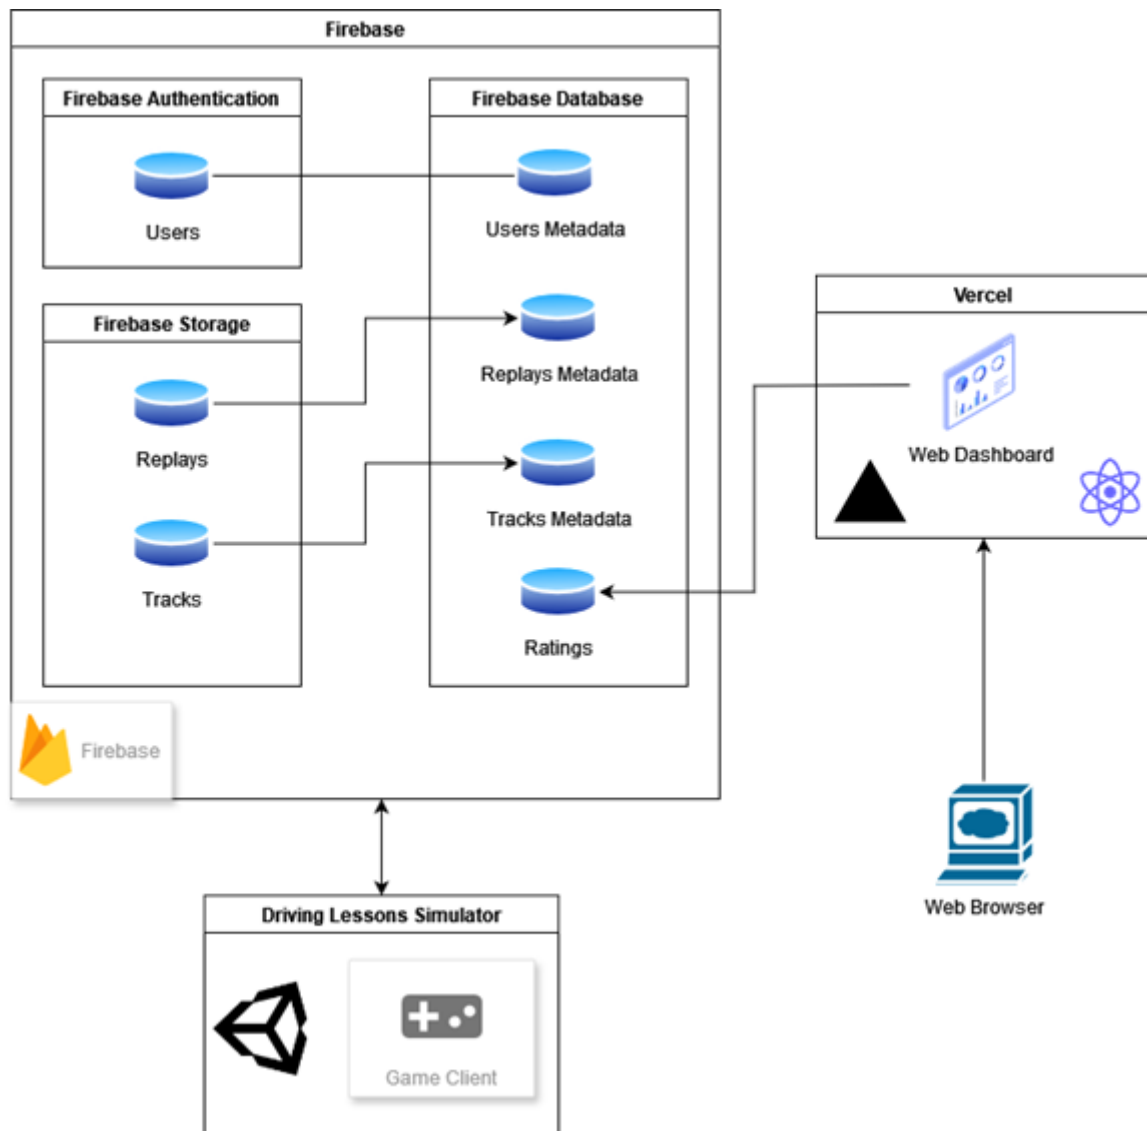 Firebase
Firebase Authentication
Users
Firebase Database
Users Metadata
Replays Metadata
Tracks Metadata
Ratings
Firebase Storage
Replays
Tracks
Firebase
Vercel
Web Dashboard
Web Browser
Driving Lessons Simulator
Game Client